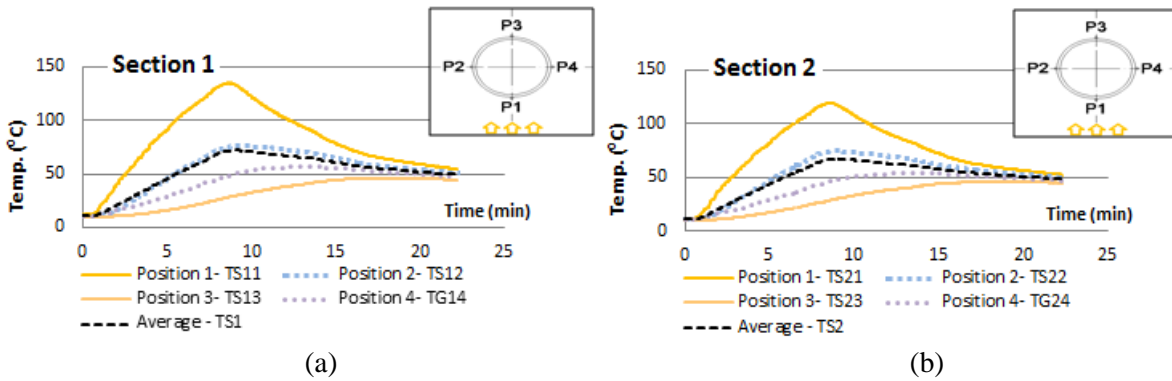 Section 1
P3
P2
P4
P1
150
100
50
0
Temp. (⁰C)
0
5
10
15
20
25
Time (min)
Position 1- TS11
Position 2- TS12
Position 3- TS13
Position 4- TG14
Average - TS1
(a)
Section 2
P3
P2
P4
P1
150
100
50
0
Temp. (⁰C)
0
5
10
15
20
25
Time (min)
Position 1- TS21
Position 2- TS22
Position 3- TS23
Position 4- TG24
Average - TS2
(b)